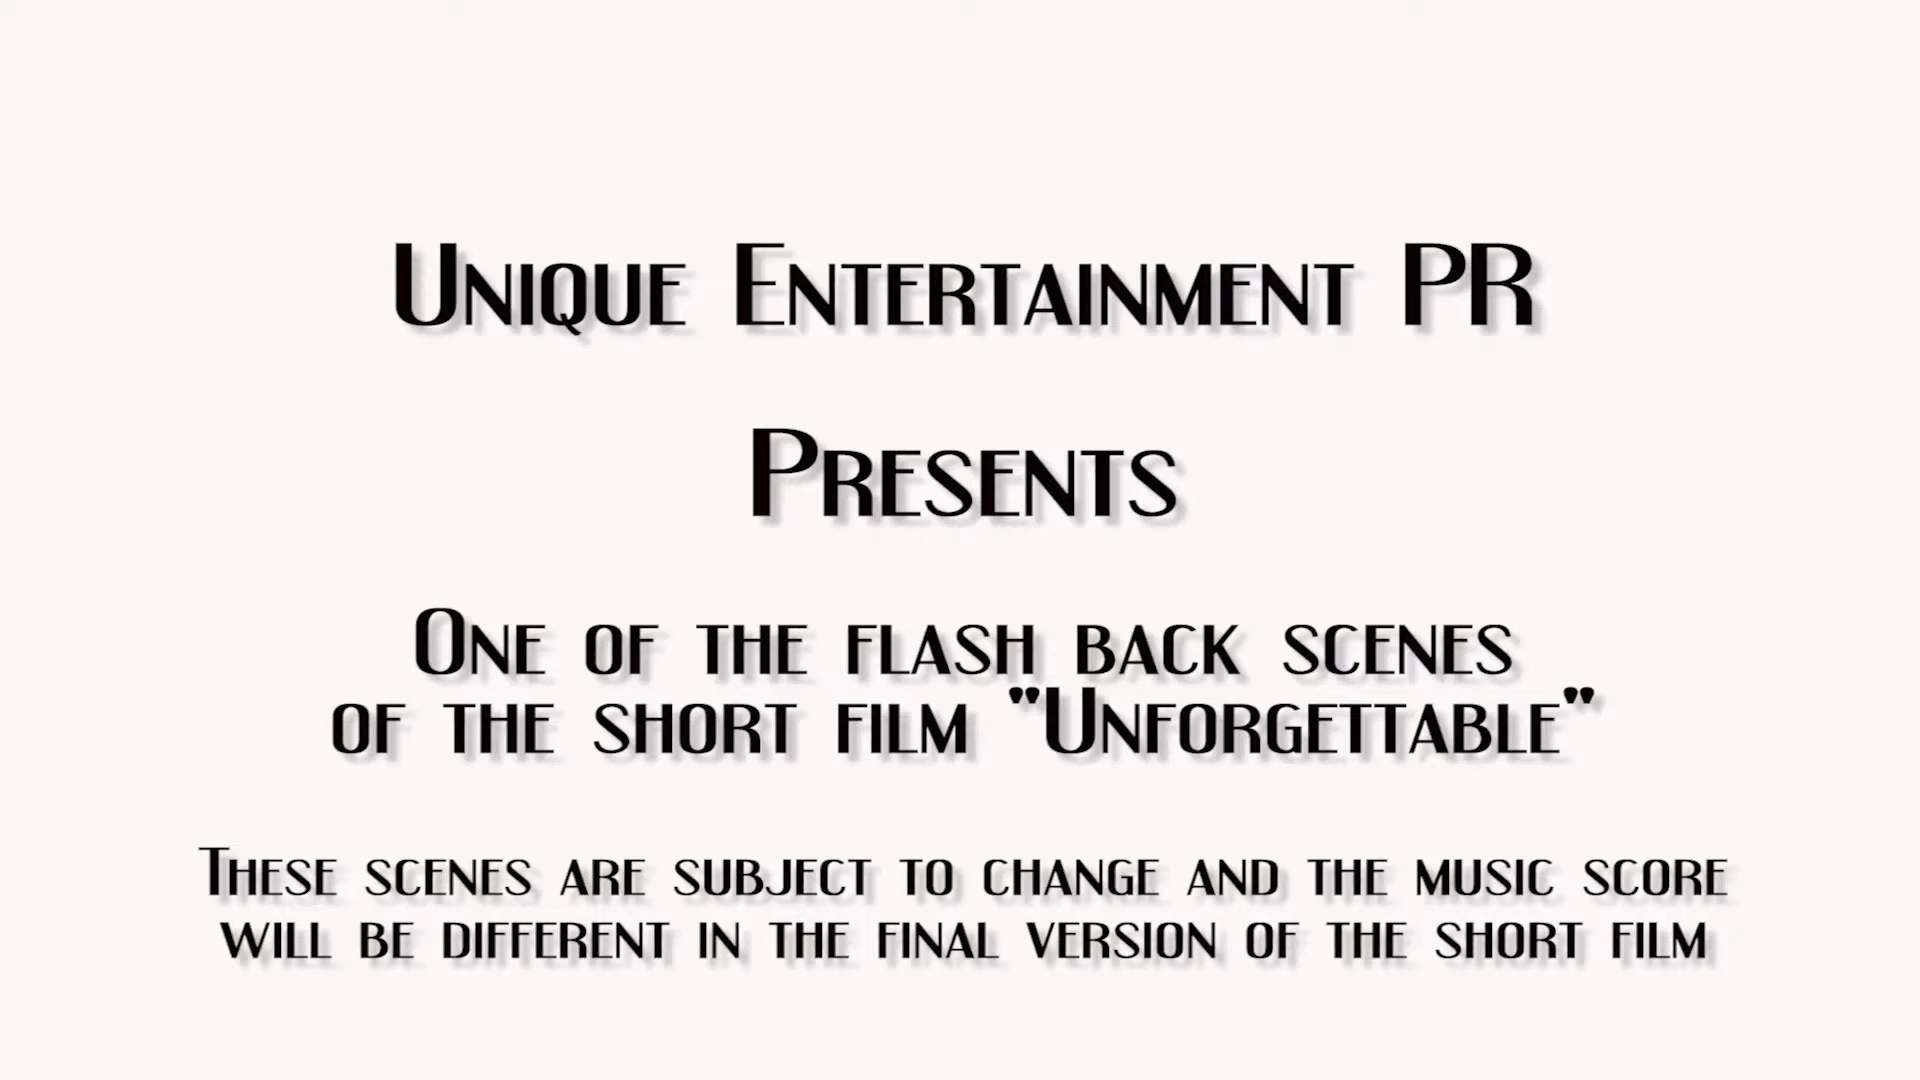 Unique Entertainment PR
Presents
One of the flash back scenes
of the short film "Unforgettable"
These scenes are subject to change and the music score
will be different in the final version of the short film